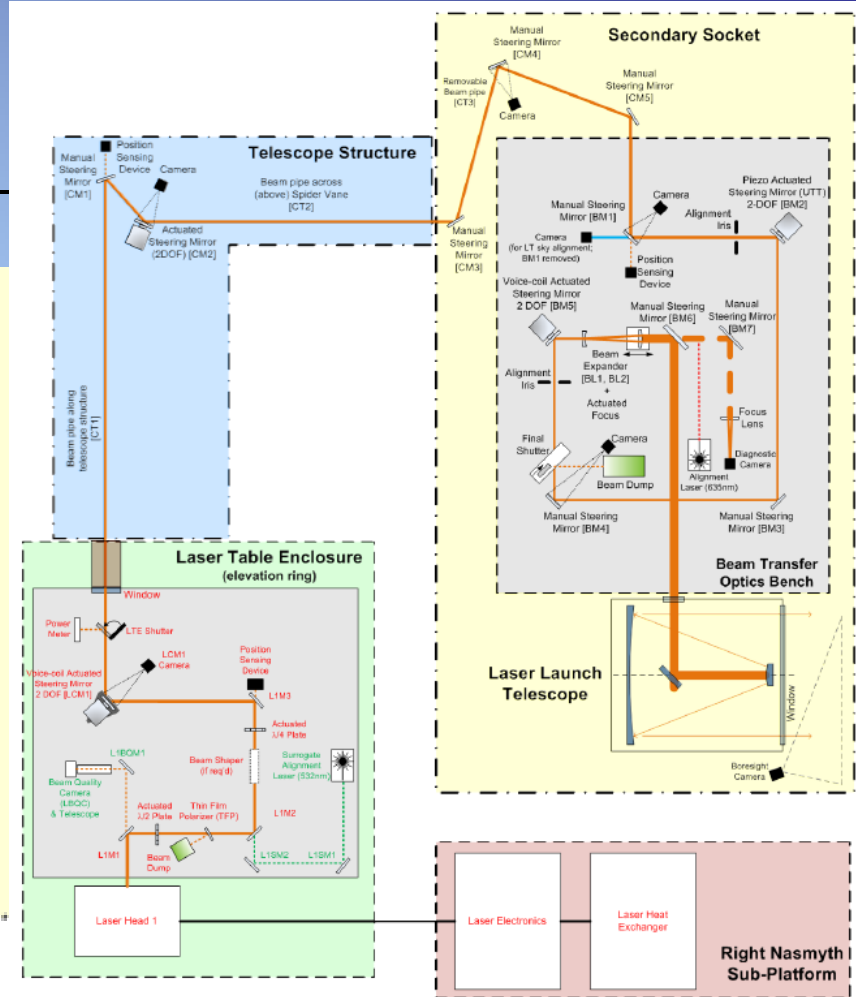 Secondary Socket
Manual
Steering Mirror
[CM4]
Removable
Beam pipe
[CT3]
Camera
Manual
Steering Mirror
[CM5]
Telescope Structure
Position
Sensing
Device
Camera
Manual
Steering
Mirror
[CM1]
Beam pipe across
(above) Spider Vane
[CT2]
Actuated
Steering Mirror
(2DOF) [CM2]
Manual
Steering
Mirror
[CM3]
Beam pipe along
telescope structure
[CT1]
Camera
Manual Steering
Mirror [BM1]
Alignment
Iris
Piezo Actuated
Steering Mirror (UTT)
2-DOF [BM2]
Camera
(for LT sky alignment;
BM1 removed)
Position
Sensing
Device
Voice-coil Actuated
Steering Mirror
2 DOF [BM5]
Manual Steering
Mirror [BM6]
Manual
Steering Mirror
[BM7]
Beam
Expander
[BL1, BL2]
+
Actuated
Focus
Alignment
Iris
Focus
Lens
Final
Shutter
Camera
Beam Dump
Diagnostic
Camera
Alignment
Laser (635nm)
Manual Steering
Mirror [BM4]
Manual Steering
Mirror [BM3]
Beam Transfer
Optics Bench
Laser Launch
Telescope
Window
Boresight
Camera
Laser Table Enclosure
(elevation ring)
Window
Power
Meter
LTE Shutter
LCM1
Camera
Voice-coil Actuated
Steering Mirror
2 DOF [LCM1]
Position
Sensing
Device
L1M3
Actuated
λ/4 Plate
L1BQM1
Beam Shaper
(if req'd)
Surrogate
Alignment
Laser (532nm)
Beam Quality
Camera
(LBQC)
& Telescope
Actuated
λ/2 Plate
Thin Film
Polarizer (TFP)
L1M2
L1M1
Beam
Dump
L1SM2
L1SM1
Laser Head 1
Laser Electronics
Laser Heat
Exchanger
Right Nasmyth
Sub-Platform